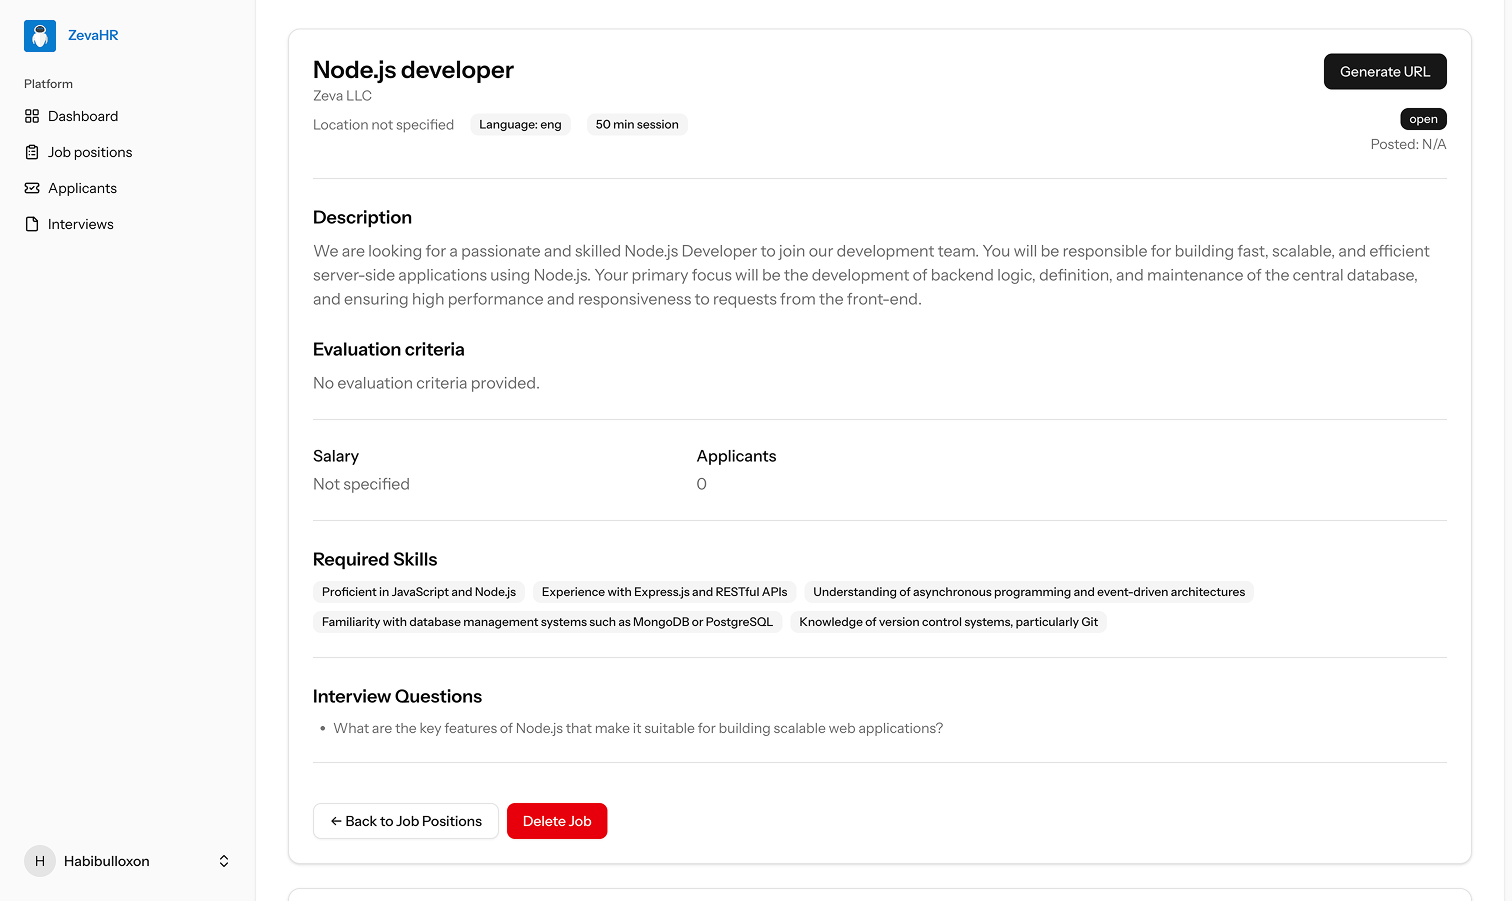 ZevaHR
Platform
Dashboard
Job positions
Applicants
Interviews
H Habibulloxon
Node.js developer
Generate URL
Zeva LLC
Location not specified Language: eng 50 min session
open
Posted: N/A
Description
We are looking for a passionate and skilled Node.js Developer to join our development team. You will be responsible for building fast, scalable, and efficient
server-side applications using Node.js. Your primary focus will be the development of backend logic, definition, and maintenance of the central database,
and ensuring high performance and responsiveness to requests from the front-end.
Evaluation criteria
No evaluation criteria provided.
Salary Applicants
Not specified 0
Required Skills
Proficient in JavaScript and Node.js Experience with Express.js and RESTful APIs Understanding of asynchronous programming and event-driven architectures
Familiarity with database management systems such as MongoDB or PostgreSQL Knowledge of version control systems, particularly Git
Interview Questions
• What are the key features of Node.js that make it suitable for building scalable web applications?
← Back to Job Positions Delete Job